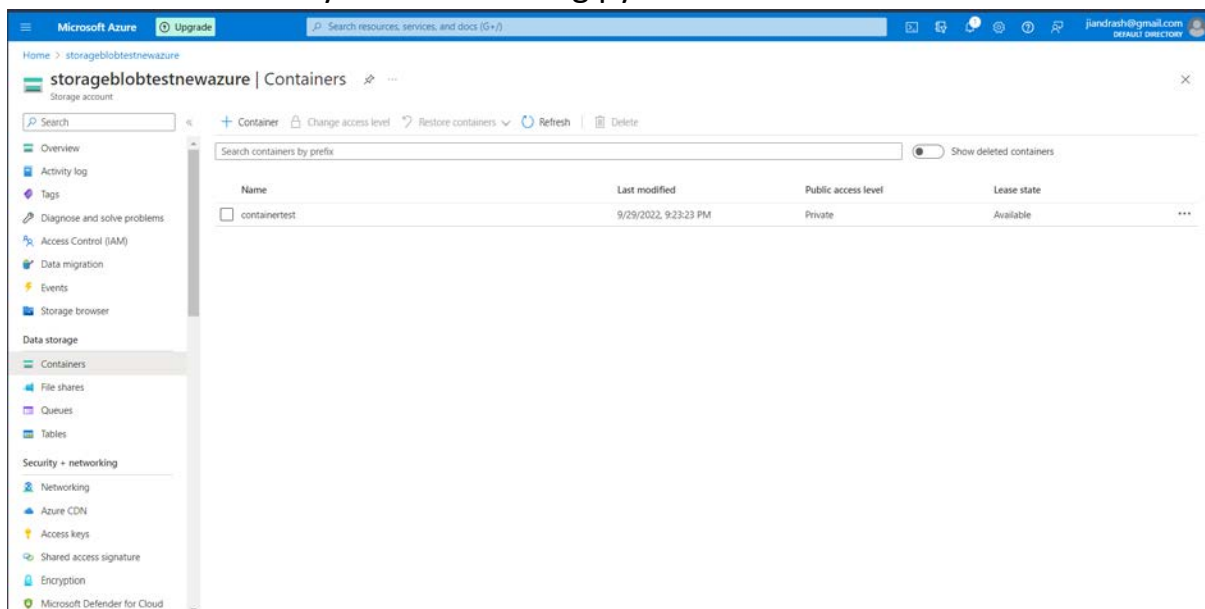 Microsoft Azure Upgrade Search resources, services, and docs (G+/) jiandrash@gmail.com
DEFAULT DIRECTORY
Home > storageblobtestnewazure
storageblobtestnewazure | Containers
Storage account
Search
+ Container Change access level Restore containers Refresh Delete
Overview
Search containers by prefix Show deleted containers
Activity log
Tags
Name Last modified Public access level Lease state
Diagnose and solve problems
containertest 9/29/2022, 9:23:23 PM Private Available
Access Control (IAM)
Data migration
Events
Storage browser
Data storage
Containers
File shares
Queues
Tables
Security + networking
Networking
Azure CDN
Access keys
Shared access signature
Encryption
Microsoft Defender for Cloud